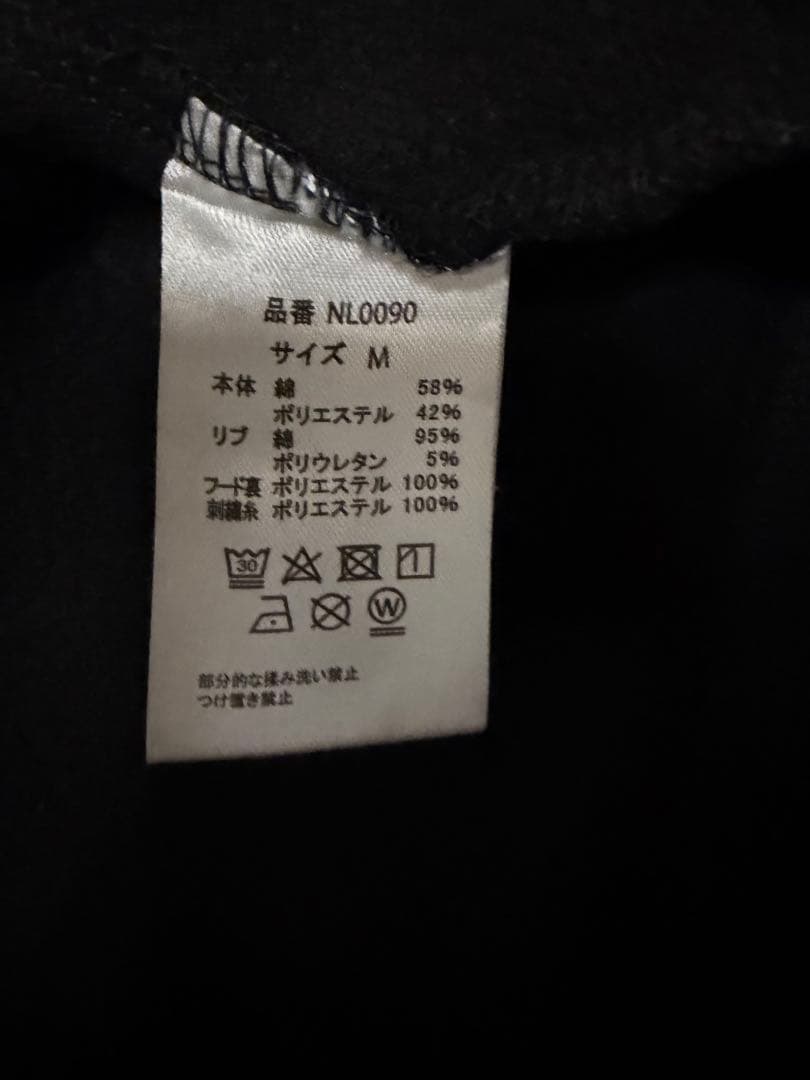 品番 NL0090
サイズ M
本体 綿 58%
ポリエステル 42%
リブ 綿 95%
ポリウレタン 5%
フード裏 ポリエステル 100%
刺繍糸 ポリエステル 100%
30
W
部分的な揉み洗い禁止
つけ置き禁止